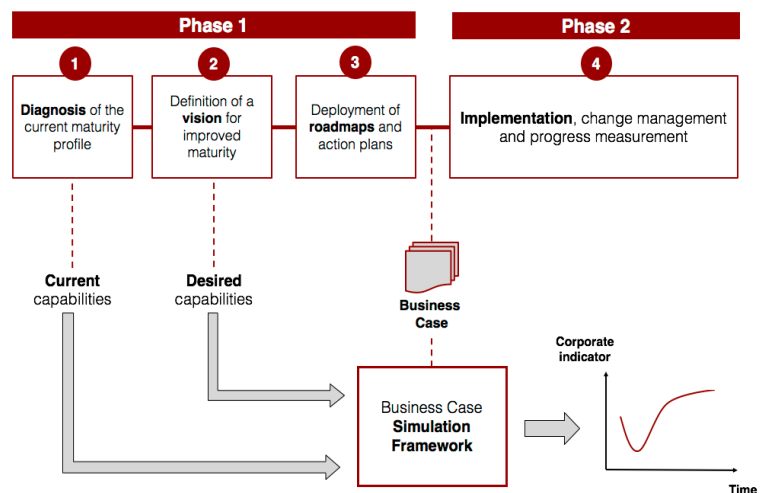 Phase 1
Phase 2
1
2
3
4
Diagnosis of the
current maturity
profile
Definition of a
vision for
improved
maturity
Deployment of
roadmaps and
action plans
Implementation, change management
and progress measurement
Current
capabilities
Desired
capabilities
Business
Case
Corporate
indicator
Business Case
Simulation
Framework
Time